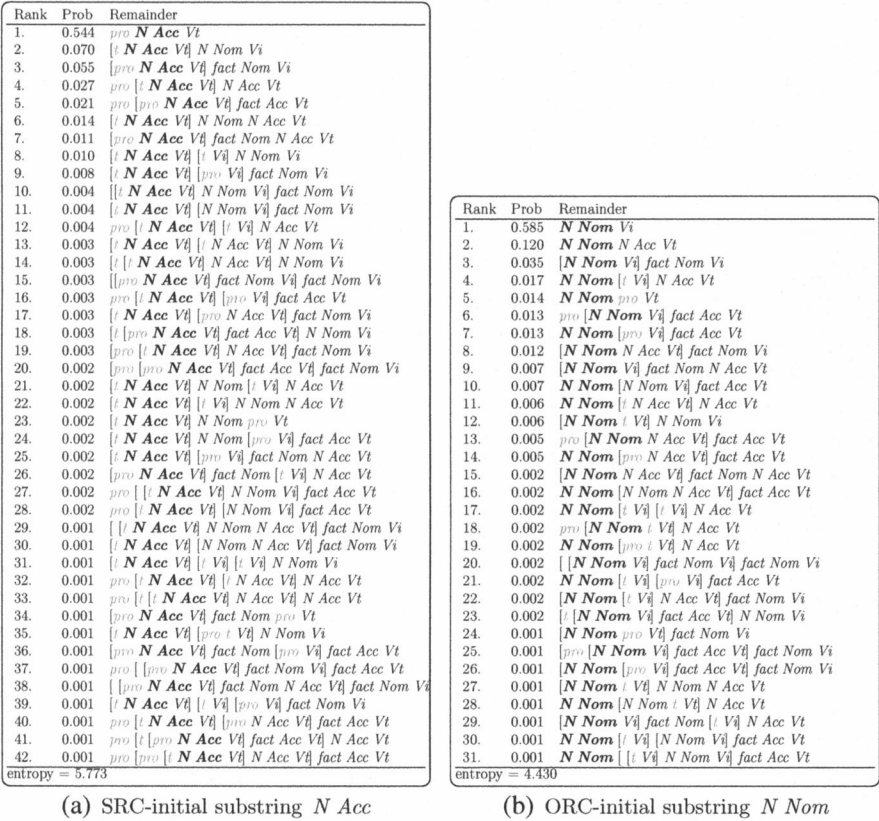 Rank Prob Remainder
1. 0.544 pro N Acc Vt
2. 0.070 [t N Acc Vt] N Nom Vi
3. 0.055 [pro N Acc Vt] fact Nom Vi
4. 0.027 pro [t N Acc Vt] N Acc Vt
5. 0.021 pro [pro N Acc Vt] fact Acc Vt
6. 0.014 [t N Acc Vt] N Nom N Acc Vt
7. 0.011 [pro N Acc Vt] fact Nom N Acc Vt
8. 0.010 [t N Acc Vt] [t Vi] N Nom Vi
9. 0.008 [t N Acc Vt] [pro Vi] fact Nom Vi
10. 0.004 [[t N Acc Vt] N Nom Vi] fact Nom Vi
11. 0.004 [t N Acc Vt] [N Nom Vi] fact Nom Vi
12. 0.004 pro [t N Acc Vt] [t Vi] N Acc Vt
13. 0.003 [t N Acc Vt] [t N Acc Vt] N Nom Vi
14. 0.003 [t [t N Acc Vt] N Acc Vt] N Nom Vi
15. 0.003 [[pro N Acc Vt] fact Nom Vi] fact Nom Vi
16. 0.003 pro [t N Acc Vt] [pro Vi] fact Acc Vt
17. 0.003 [t N Acc Vt] [pro N Acc Vt] fact Nom Vi
18. 0.003 [t [pro N Acc Vt] fact Acc Vt] N Nom Vi
19. 0.003 [pro [t N Acc Vt] N Acc Vt] fact Nom Vi
20. 0.002 [pro [pro N Acc Vt] fact Acc Vt] fact Nom Vi
21. 0.002 [t N Acc Vt] N Nom [t Vi] N Acc Vt
22. 0.002 [t N Acc Vt] [t Vi] N Nom N Acc Vt
23. 0.002 [t N Acc Vt] N Nom pro Vt
24. 0.002 [t N Acc Vt] N Nom [pro Vi] fact Acc Vt
25. 0.002 [t N Acc Vt] [pro Vi] fact Nom N Acc Vt
26. 0.002 [pro N Acc Vt] fact Nom [t Vi] N Acc Vt
27. 0.002 pro [ [t N Acc Vt] N Nom Vi] fact Acc Vt
28. 0.002 pro [t N Acc Vt] [N Nom Vi] fact Acc Vt
29. 0.001 [ [t N Acc Vt] N Nom N Acc Vt] fact Nom Vi
30. 0.001 [t N Acc Vt] [N Nom N Acc Vt] fact Nom Vi
31. 0.001 [t N Acc Vt] [t Vi] [t Vi] N Nom Vi
32. 0.001 pro [t N Acc Vt] [t N Acc Vt] N Acc Vt
33. 0.001 pro [t [t N Acc Vt] N Acc Vt] N Acc Vt
34. 0.001 [pro N Acc Vt] fact Nom pro Vt
35. 0.001 [t N Acc Vt] [pro t Vt] N Nom Vi
36. 0.001 [pro N Acc Vt] fact Nom [pro Vi] fact Acc Vt
37. 0.001 pro [ [pro N Acc Vt] fact Nom Vi] fact Acc Vt
38. 0.001 [ [pro N Acc Vt] fact Nom N Acc Vt] fact Nom Vi
39. 0.001 [t N Acc Vt] [t Vi] [pro Vi] fact Nom Vi
40. 0.001 pro [t N Acc Vt] [pro N Acc Vt] fact Acc Vt
41. 0.001 pro [t [pro N Acc Vt] fact Acc Vt] N Acc Vt
42. 0.001 pro [pro [t N Acc Vt] N Acc Vt] fact Acc Vt
entropy = 5.773
(a) SRC-initial substring N Acc
Rank Prob Remainder
1. 0.585 N Nom Vi
2. 0.120 N Nom N Acc Vt
3. 0.035 [N Nom Vi] fact Nom Vi
4. 0.017 N Nom [t Vi] N Acc Vt
5. 0.014 N Nom pro Vt
6. 0.013 pro [N Nom Vi] fact Acc Vt
7. 0.013 N Nom [pro Vi] fact Acc Vt
8. 0.012 [N Nom N Acc Vt] fact Nom Vi
9. 0.007 [N Nom Vi] fact Nom N Acc Vt
10. 0.007 N Nom [N Nom Vi] fact Acc Vt
11. 0.006 N Nom [t N Acc Vt] N Acc Vt
12. 0.006 [N Nom t Vt] N Nom Vi
13. 0.005 pro [N Nom N Acc Vt] fact Acc Vt
14. 0.005 N Nom [pro N Acc Vt] fact Acc Vt
15. 0.002 [N Nom N Acc Vt] fact Nom N Acc Vt
16. 0.002 N Nom [N Nom N Acc Vt] fact Acc Vt
17. 0.002 N Nom [t Vi] [t Vi] N Acc Vt
18. 0.002 pro [N Nom t Vt] N Acc Vt
19. 0.002 N Nom [pro t Vt] N Acc Vt
20. 0.002 [ [N Nom Vi] fact Nom Vi] fact Nom Vi
21. 0.002 N Nom [t Vi] [pro Vi] fact Acc Vt
22. 0.002 [N Nom [t Vi] N Acc Vt] fact Nom Vi
23. 0.002 [t [N Nom Vi] fact Acc Vt] N Nom Vi
24. 0.001 [N Nom pro Vt] fact Nom Vi
25. 0.001 [pro [N Nom Vi] fact Acc Vt] fact Nom Vi
26. 0.001 [N Nom [pro Vi] fact Acc Vt] fact Nom Vi
27. 0.001 [N Nom t Vt] N Nom N Acc Vt
28. 0.001 N Nom [N Nom t Vt] N Acc Vt
29. 0.001 [N Nom Vi] fact Nom [t Vi] N Acc Vt
30. 0.001 N Nom [t Vi] [N Nom Vi] fact Acc Vt
31. 0.001 N Nom [ [t Vi] N Nom Vi] fact Acc Vt
entropy = 4.430
(b) ORC-initial substring N Nom